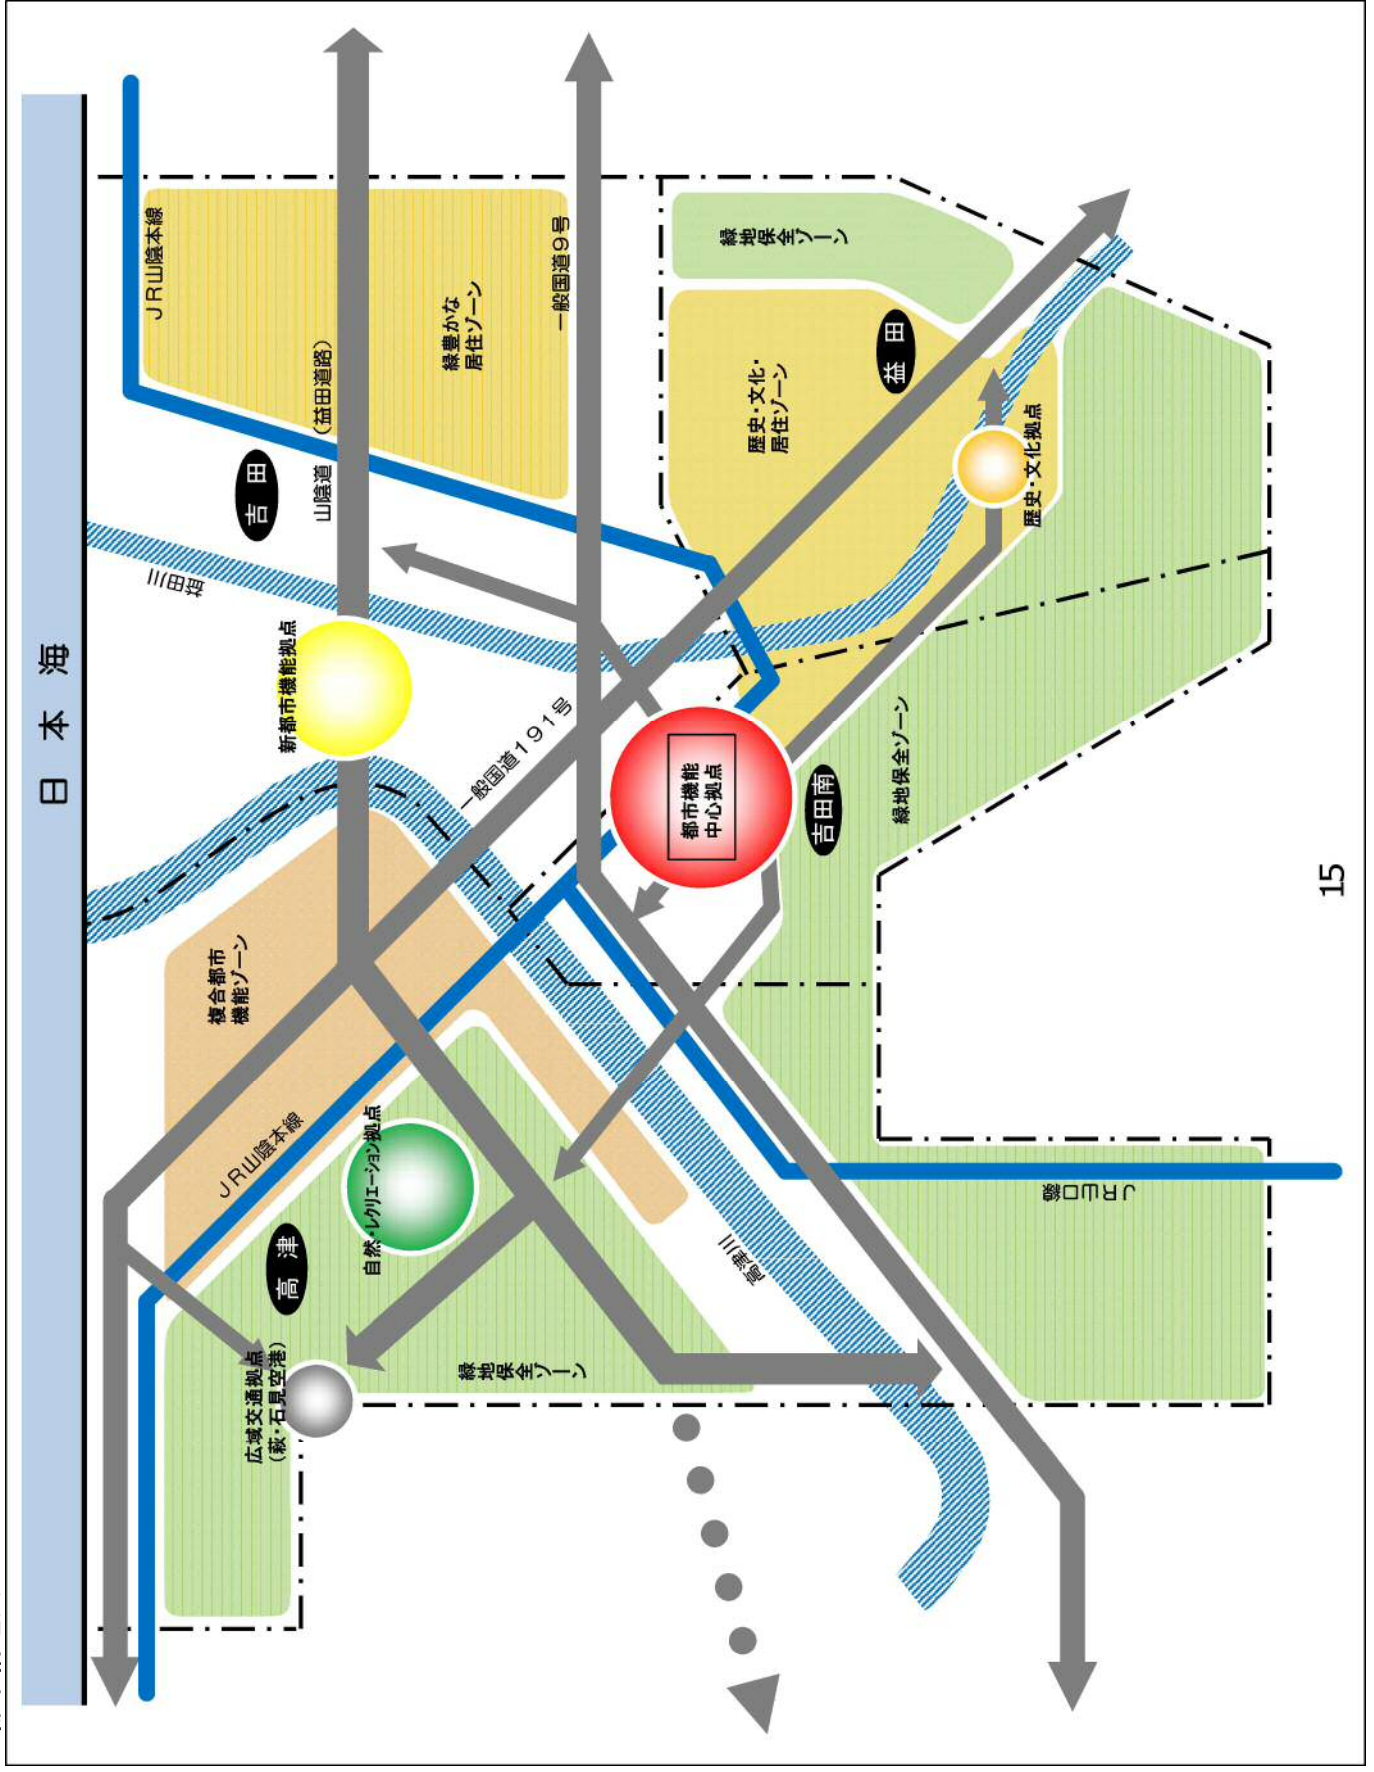 日本海
JR山陰本線
山陰道(益田道路)
緑豊かな
居住ゾーン
一般国道9号
緑地保全ゾーン
吉田
益田川
新都市機能拠点
歴史・文化・
居住ゾーン
益田
歴史・文化拠点
一般国道191号
都市機能
中心拠点
吉田南
緑地保全ゾーン
複合都市
機能ゾーン
JR山陰本線
自然・レクリエーション拠点
高津
広域交通拠点
(萩・石見空港)
緑地保全ゾーン
高津川
JR山口線
15